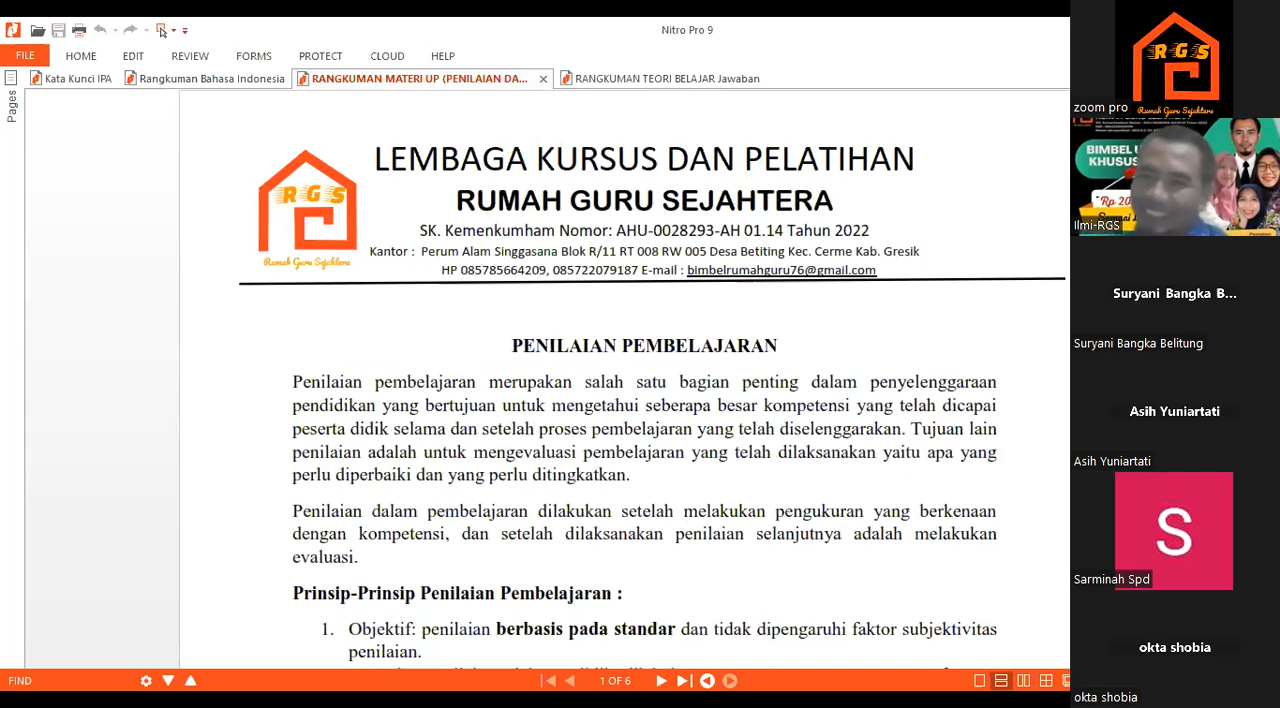 Nitro Pro 9
FILE HOME EDIT REVIEW FORMS PROTECT CLOUD HELP
Kata Kunci IPA
Rangkuman Bahasa Indonesia
RANGKUMAN MATERI UP (PENILAIAN DA...
RANGKUMAN TEORI BELAJAR Jawaban
Pages
RGS
Rumah Guru Sejahtera
LEMBAGA KURSUS DAN PELATIHAN
RUMAH GURU SEJAHTERA
SK. Kemenkumham Nomor: AHU-0028293-AH 01.14 Tahun 2022
Kantor : Perum Alam Singgasana Blok R/11 RT 008 RW 005 Desa Betiting Kec. Cerme Kab. Gresik
HP 085785664209, 085722079187 E-mail : bimbelrumahguru76@gmail.com
PENILAIAN PEMBELAJARAN
Penilaian pembelajaran merupakan salah satu bagian penting dalam penyelenggaraan
pendidikan yang bertujuan untuk mengetahui seberapa besar kompetensi yang telah dicapai
peserta didik selama dan setelah proses pembelajaran yang telah diselenggarakan. Tujuan lain
penilaian adalah untuk mengevaluasi pembelajaran yang telah dilaksanakan yaitu apa yang
perlu diperbaiki dan yang perlu ditingkatkan.
Penilaian dalam pembelajaran dilakukan setelah melakukan pengukuran yang berkenaan
dengan kompetensi, dan setelah dilaksanakan penilaian selanjutnya adalah melakukan
evaluasi.
Prinsip-Prinsip Penilaian Pembelajaran :
1. Objektif: penilaian berbasis pada standar dan tidak dipengaruhi faktor subjektivitas
penilaian.
FIND
1 OF 6
RGS
Rumah Guru Sejahtera
zoom pro
BIMBEL U
KHUSUS
Rp 20
Ilmi-RGS
Suryani Bangka B...
Suryani Bangka Belitung
Asih Yuniartati
Asih Yuniartati
S
Sarminah Spd
okta shobia
okta shobia